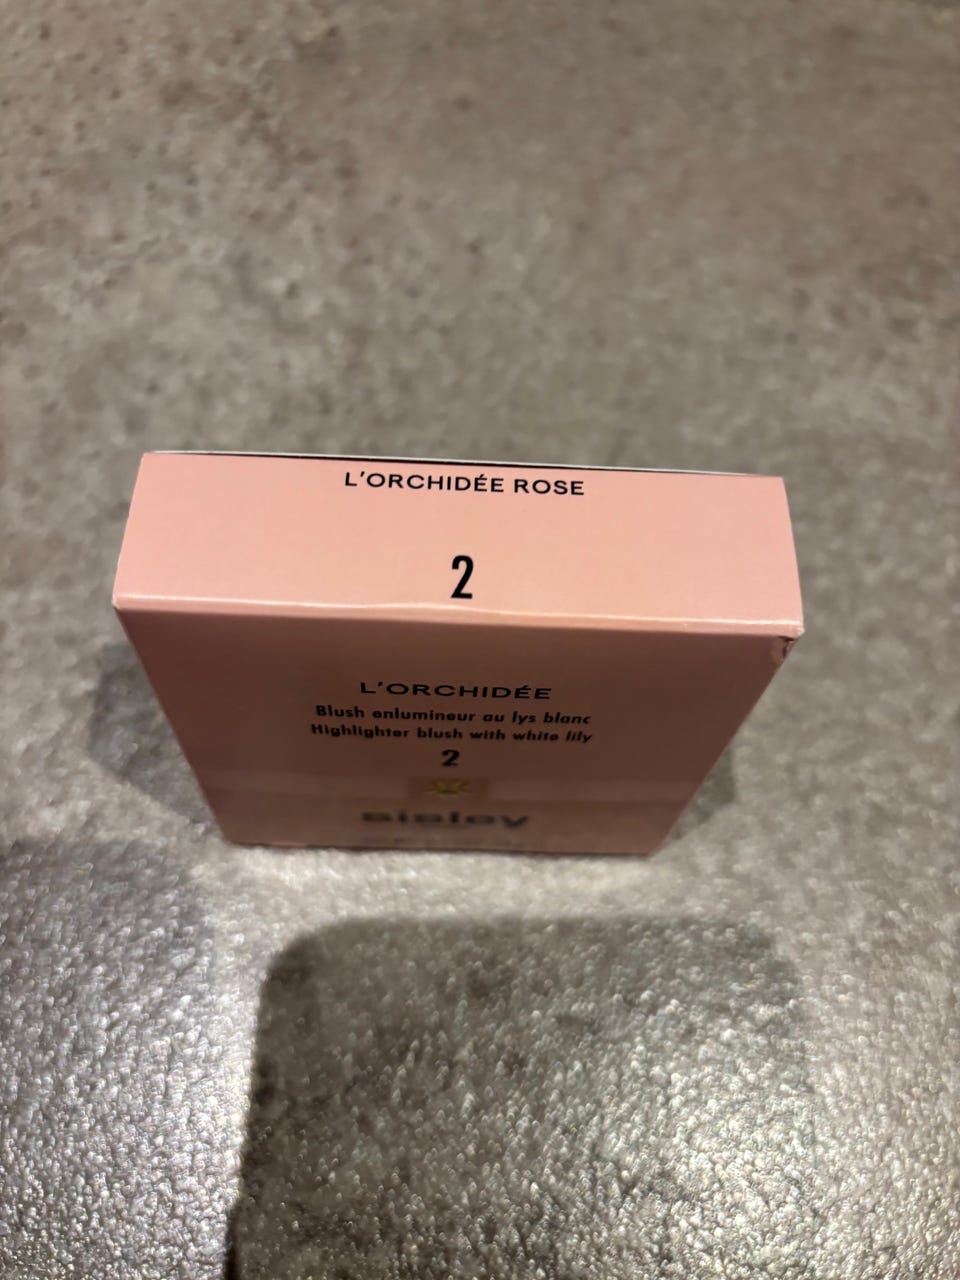 L'ORCHIDÉE ROSE
2
L'ORCHIDÉE
Blush enlumineur au lys blanc
Highlighter blush with white lily
2
sisley